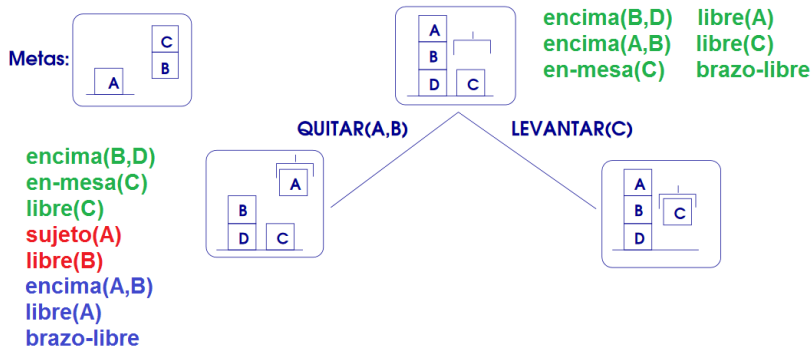 Metas:
A
C
B
A
B
D C
encima(B,D) libre(A)
encima(A,B) libre(C)
en-mesa(C) brazo-libre
QUITAR(A,B) LEVANTAR(C)
encima(B,D)
en-mesa(C)
libre(C)
sujeto(A)
libre(B)
encima(A,B)
libre(A)
brazo-libre
A
B
D C
A
B
D
C